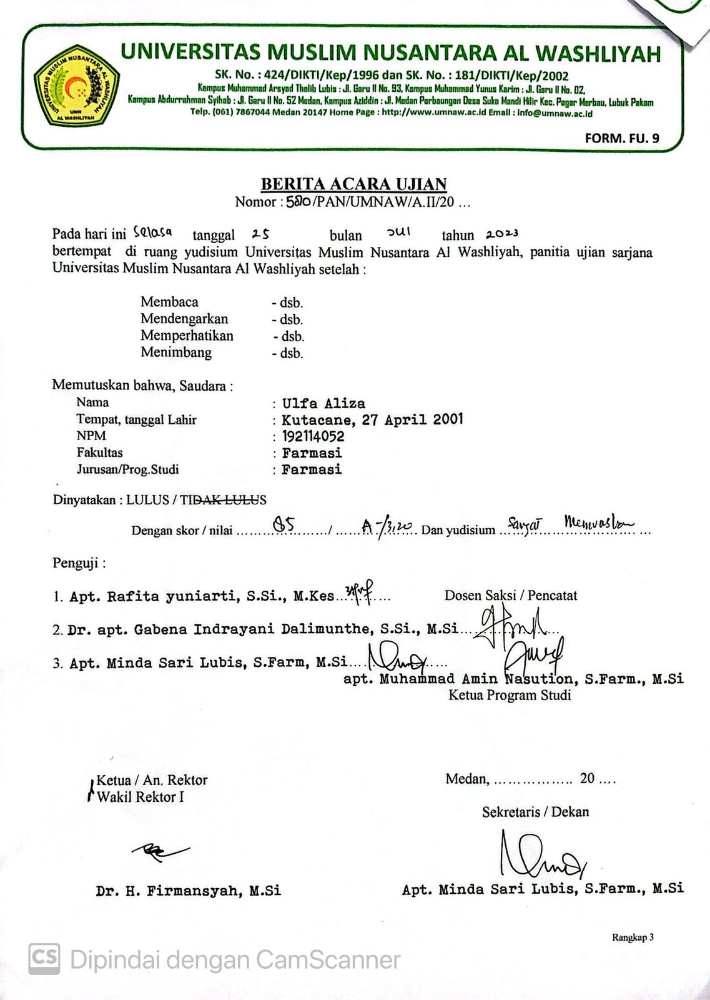 UNIVERSITAS MUSLIM NUSANTARA AL WASHLIYAH
SK. No. : 424/DIKTI/Kep/1996 dan SK. No. : 181/DIKTI/Kep/2002
Kampus Muhammad Arsyad Thalib Lubis : Jl. Garu II No. 93, Kampus Muhammad Yunus Karim : Jl. Garu II No. 02,
Kampus Abdurrahman Syihab : Jl. Garu II No. 52 Medan, Kampus Aziddin : Jl. Medan Perbaungan Desa Suka Mandi Hilir Kec. Pagar Merbau, Lubuk Pakam
Telp. (061) 7867044 Medan 20147 Home Page : http://www.umnaw.ac.id Email : info@umnaw.ac.id
UNIVERSITAS MUSLIM NUSANTARA AL WASHLIYAH
UMN
AL WASHLIYAH
FORM. FU. 9
BERITA ACARA UJIAN
Nomor : /PAN/UMNAW/A.II/20 ...
Pada hari ini Selasa tanggal 25 bulan Jul tahun 2023
bertempat di ruang yudisium Universitas Muslim Nusantara Al Washliyah, panitia ujian sarjana
Universitas Muslim Nusantara Al Washliyah setelah :
Membaca - dsb.
Mendengarkan - dsb.
Memperhatikan - dsb.
Menimbang - dsb.
Memutuskan bahwa, Saudara :
Nama : Ulfa Aliza
Tempat, tanggal Lahir : Kutacane, 27 April 2001
NPM : 192114052
Fakultas : Farmasi
Jurusan/Prog.Studi : Farmasi
Dinyatakan : LULUS / TIDAK LULUS
Dengan skor / nilai ...... 85 ....../ ...... A-/3,20 ... Dan yudisium ... Sangat Memuaskan ...
Penguji :
1. Apt. Rafita yuniarti, S.Si., M.Kes......... Dosen Saksi / Pencatat
2. Dr. apt. Gabena Indrayani Dalimunthe, S.Si., M.Si.........
3. Apt. Minda Sari Lubis, S.Farm, M.Si.........
apt. Muhammad Amin Nasution, S.Farm., M.Si
Ketua Program Studi
Ketua / An. Rektor
Wakil Rektor I
Medan, .................. 20 ....
Sekretaris / Dekan
Dr. H. Firmansyah, M.Si
Apt. Minda Sari Lubis, S.Farm., M.Si
Rangkap 3
CS Dipindai dengan CamScanner